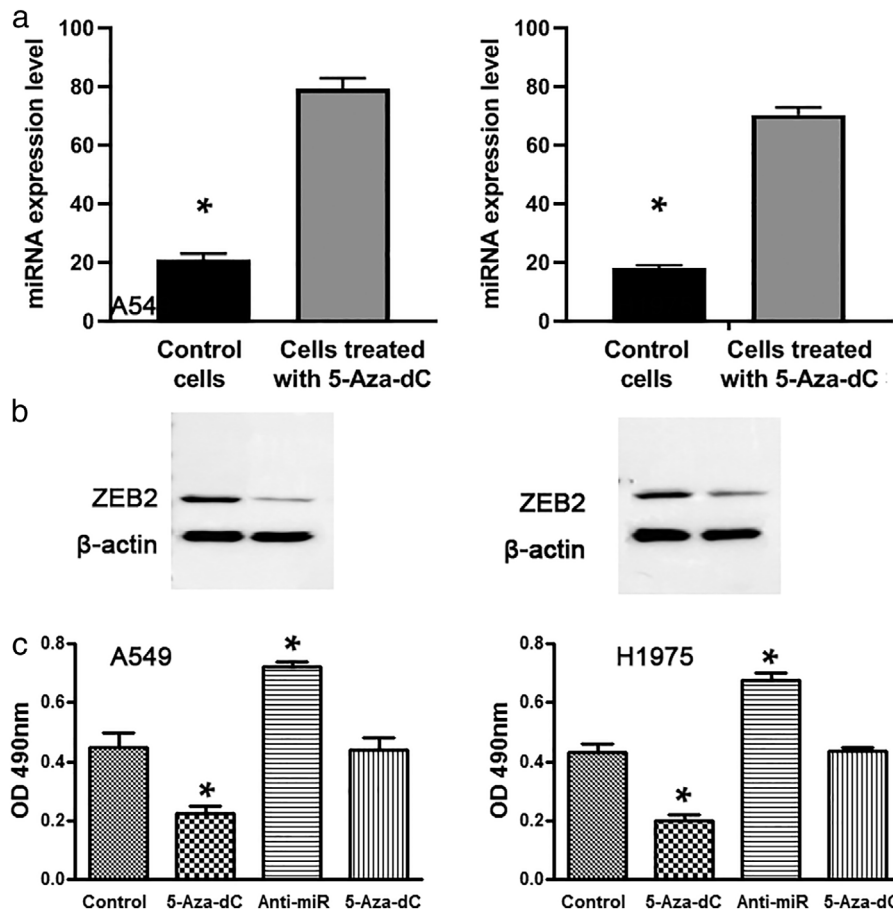 a
miRNA expression level
100
80
60
40
20
0
*
A54
Control
cells
Cells treated
with 5-Aza-dC
miRNA expression level
100
80
60
40
20
0
*
Control
cells
Cells treated
with 5-Aza-dC
b
ZEB2
β-actin
ZEB2
β-actin
c
OD 490nm
0.8
0.6
0.4
0.2
0.0
A549
*
*
Control
5-Aza-dC
Anti-miR
5-Aza-dC
OD 490nm
0.8
0.6
0.4
0.2
0.0
H1975
*
*
Control
5-Aza-dC
Anti-miR
5-Aza-dC